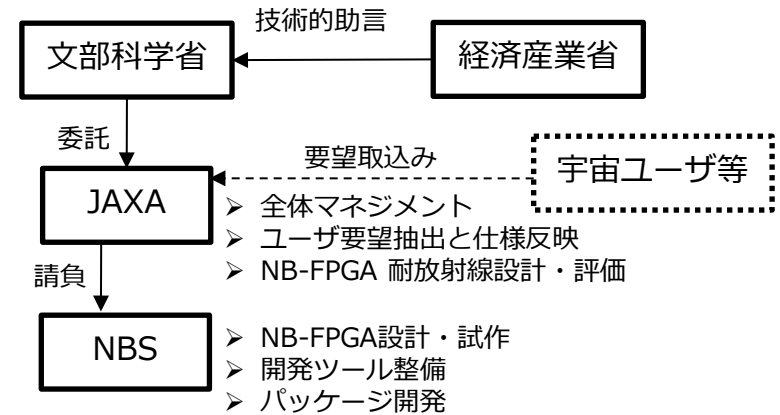 技術的助言
文部科学省
経済産業省
委託
要望取込み
宇宙ユーザ等
JAXA
➢ 全体マネジメント
➢ ユーザ要望抽出と仕様反映
➢ NB-FPGA 耐放射線設計・評価
請負
NBS
➢ NB-FPGA設計・試作
➢ 開発ツール整備
➢ パッケージ開発